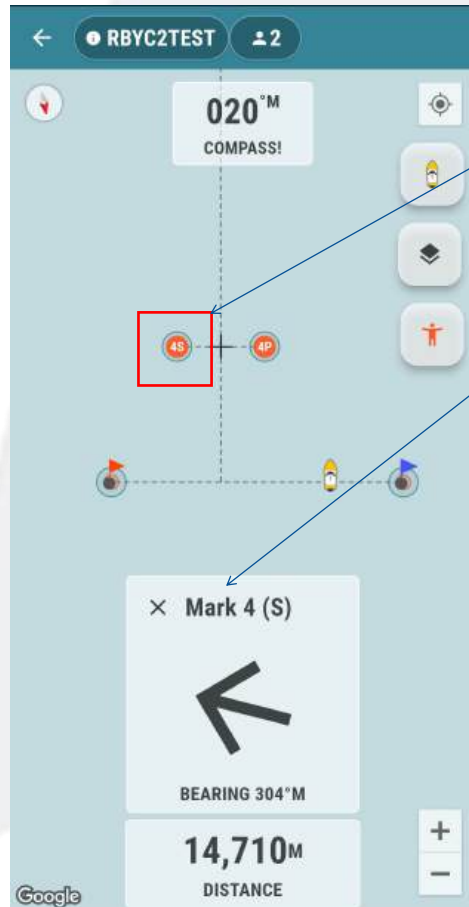 RBYC2TEST 2
020°M
COMPASS!
4S 4P
Mark 4 (S)
BEARING 304°M
14,710M
DISTANCE
Google